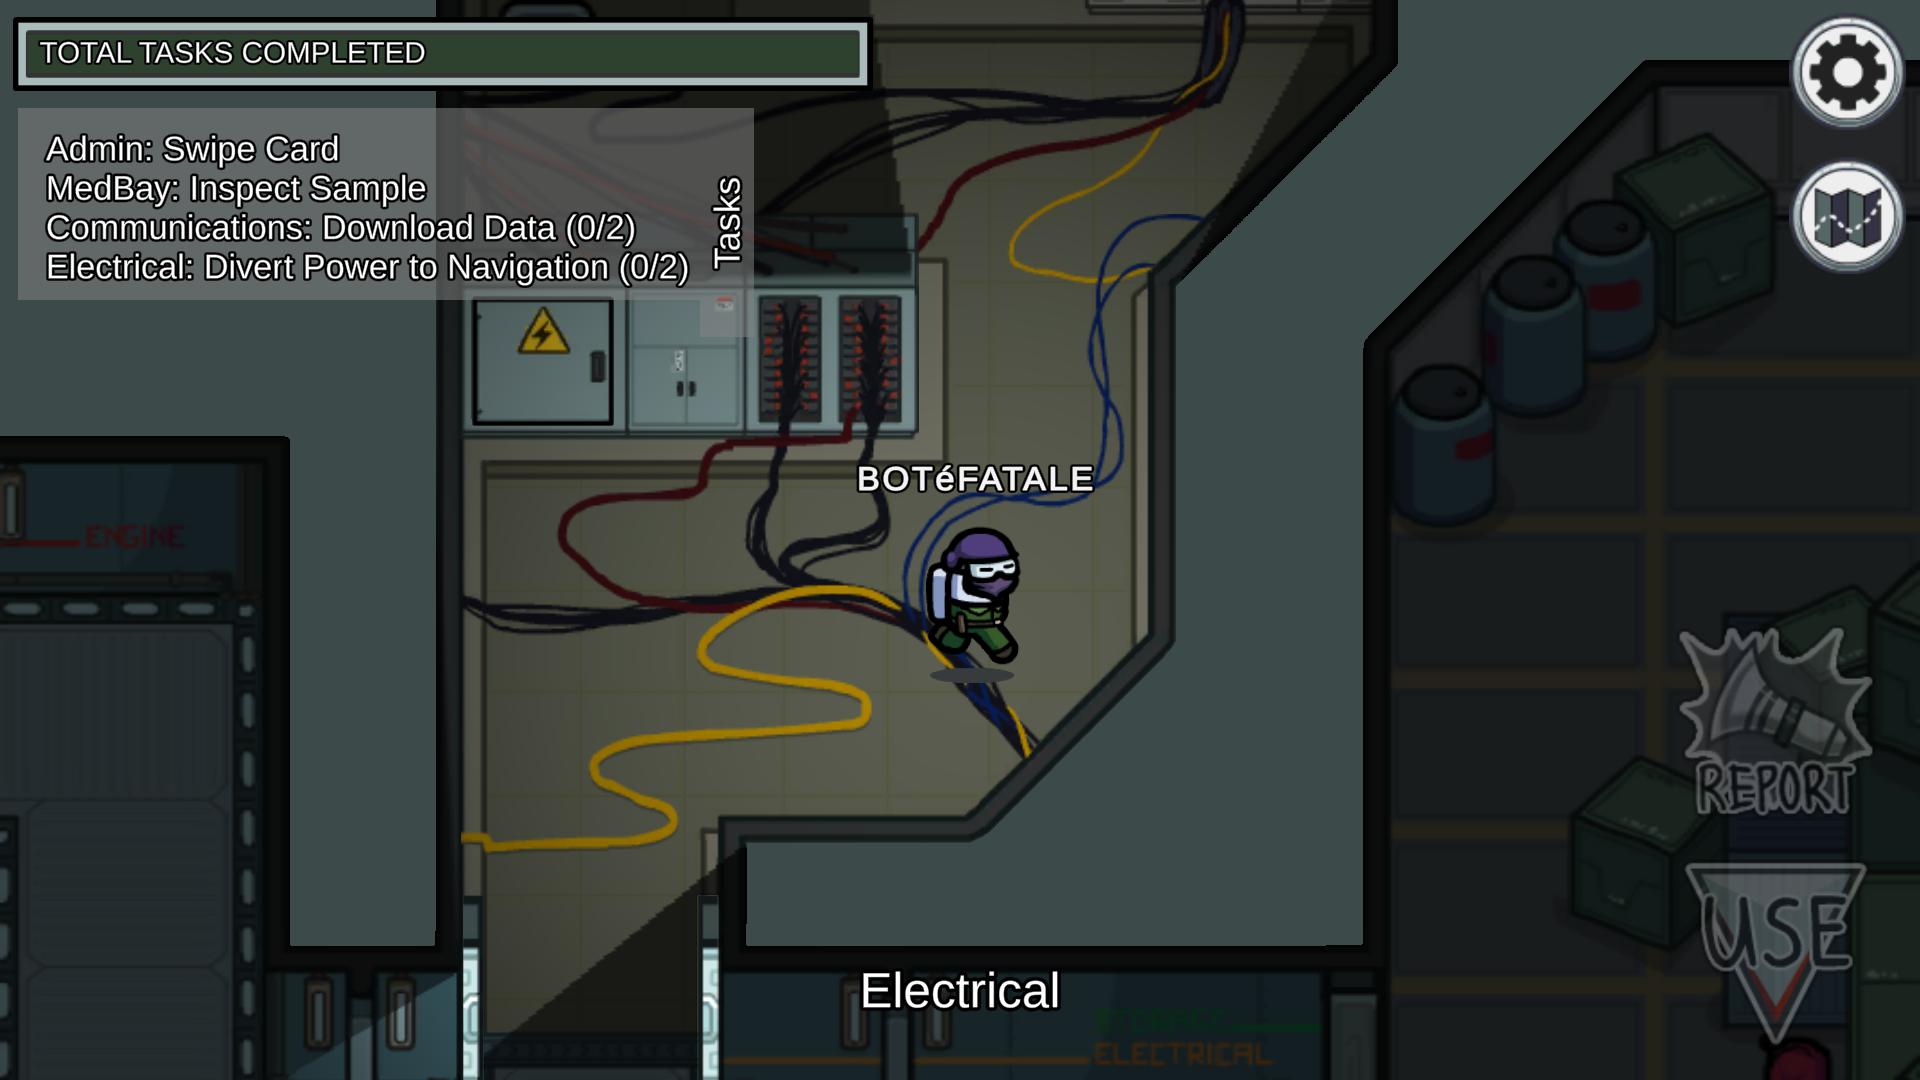 TOTAL TASKS COMPLETED
Admin: Swipe Card
MedBay: Inspect Sample
Communications: Download Data (0/2)
Electrical: Divert Power to Navigation (0/2)
Tasks
BOTéFATALE
ENGINE
REPORT
USE
Electrical
STORAGE
ELECTRICAL